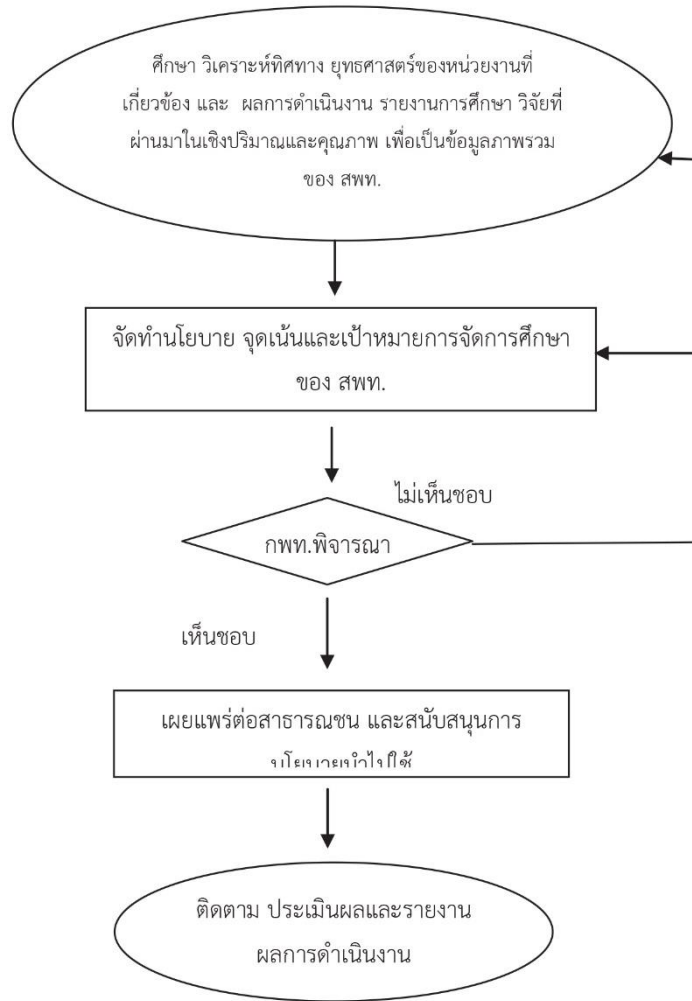 ศึกษา วิเคราะห์ทิศทาง ยุทธศาสตร์ของหน่วยงานที่
เกี่ยวข้อง และ ผลการดำเนินงาน รายงานการศึกษา วิจัยที่
ผ่านมาในเชิงปริมาณและคุณภาพ เพื่อเป็นข้อมูลภาพรวม
ของ สพท.
จัดทำนโยบาย จุดเน้นและเป้าหมายการจัดการศึกษา
ของ สพท.
ไม่เห็นชอบ
กพท.พิจารณา
เห็นชอบ
เผยแพร่ต่อสาธารณชน และสนับสนุนการ
นโยบายนำไปใช้
ติดตาม ประเมินผลและรายงาน
ผลการดำเนินงาน